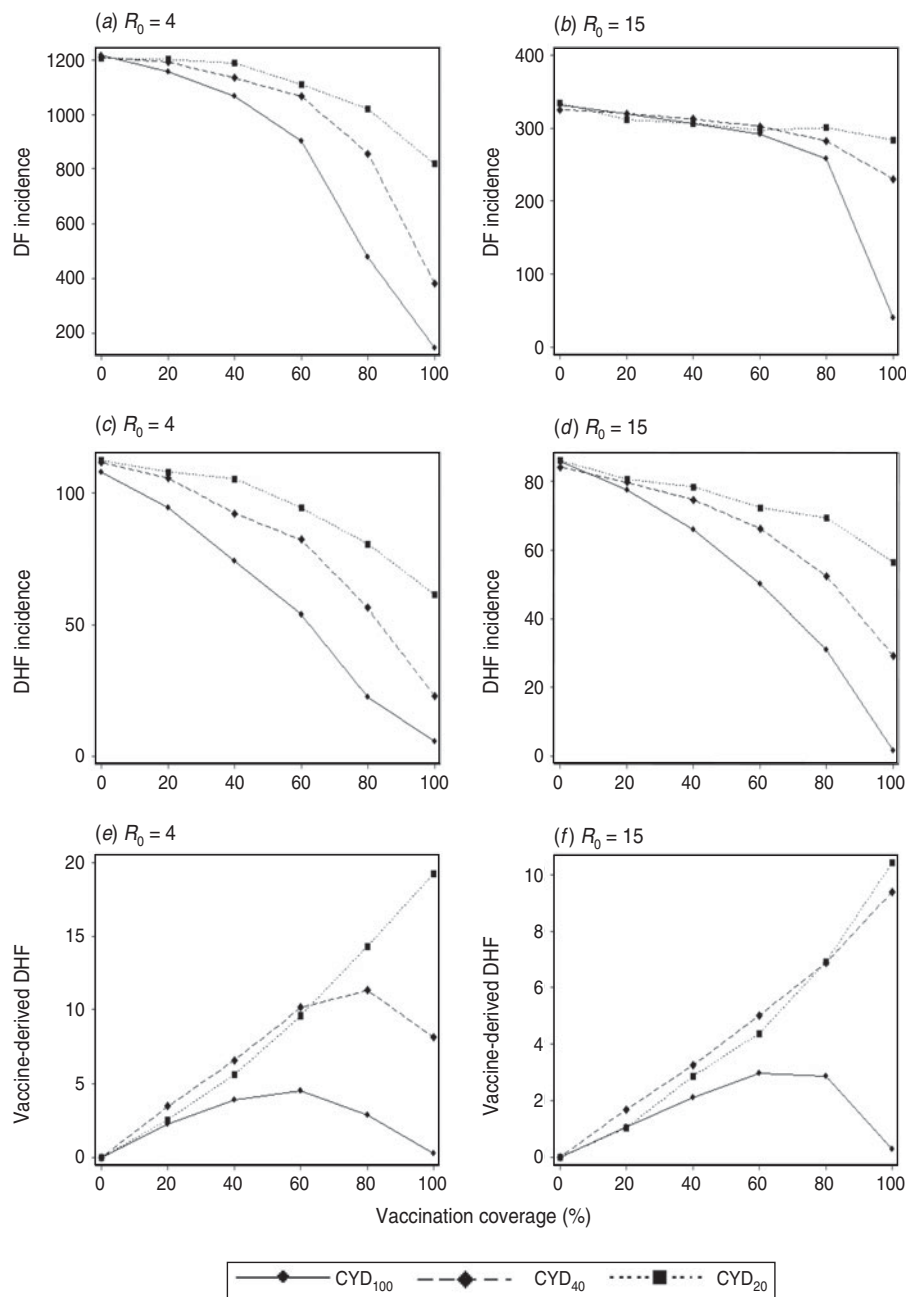 (a) R0 = 4
(b) R0 = 15
1200
1000
800
600
400
200
DF incidence
0 20 40 60 80 100
400
300
200
100
0
DF incidence
0 20 40 60 80 100
(c) R0 = 4
(d) R0 = 15
100
50
0
DHF incidence
0 20 40 60 80 100
80
60
40
20
0
DHF incidence
0 20 40 60 80 100
(e) R0 = 4
(f) R0 = 15
20
15
10
5
0
Vaccine-derived DHF
0 20 40 60 80 100
10
8
6
4
2
0
Vaccine-derived DHF
0 20 40 60 80 100
Vaccination coverage (%)
CYD100 CYD40 CYD20